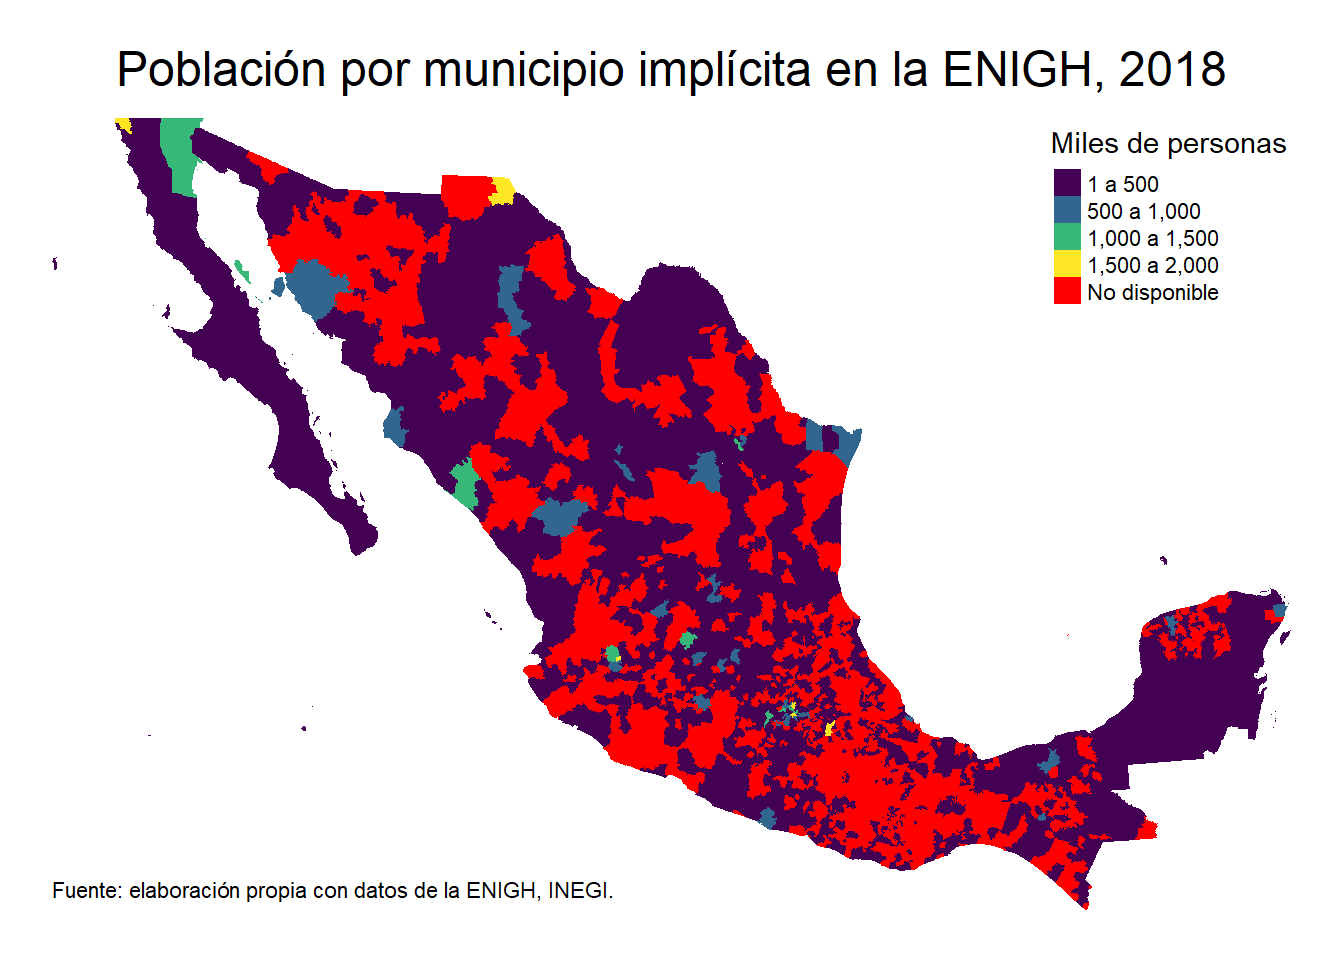 Población por municipio implícita en la ENIGH, 2018
Miles de personas
1 a 500
500 a 1,000
1,000 a 1,500
1,500 a 2,000
No disponible
Fuente: elaboración propia con datos de la ENIGH, INEGI.